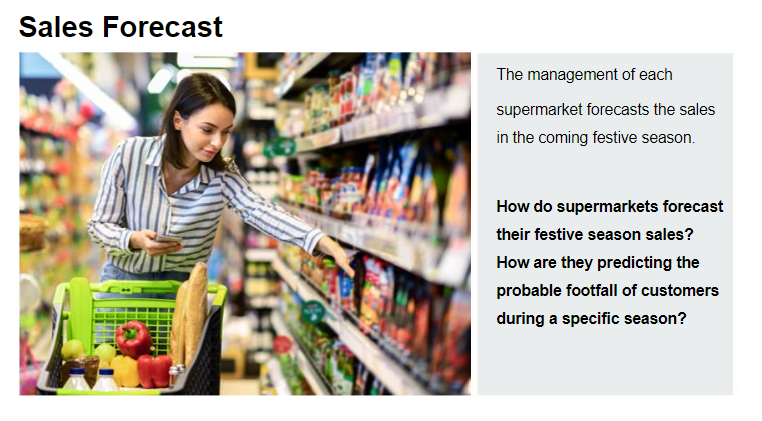 Sales Forecast
The management of each
supermarket forecasts the sales
in the coming festive season.
How do supermarkets forecast
their festive season sales?
How are they predicting the
probable footfall of customers
during a specific season?